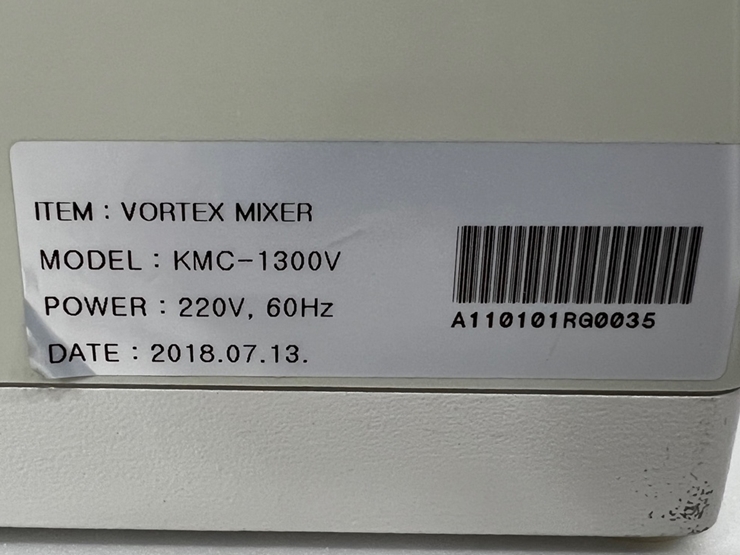 ITEM : VORTEX MIXER
MODEL : KMC-1300V
POWER : 220V, 60Hz
DATE : 2018.07.13.
A110101RG0035